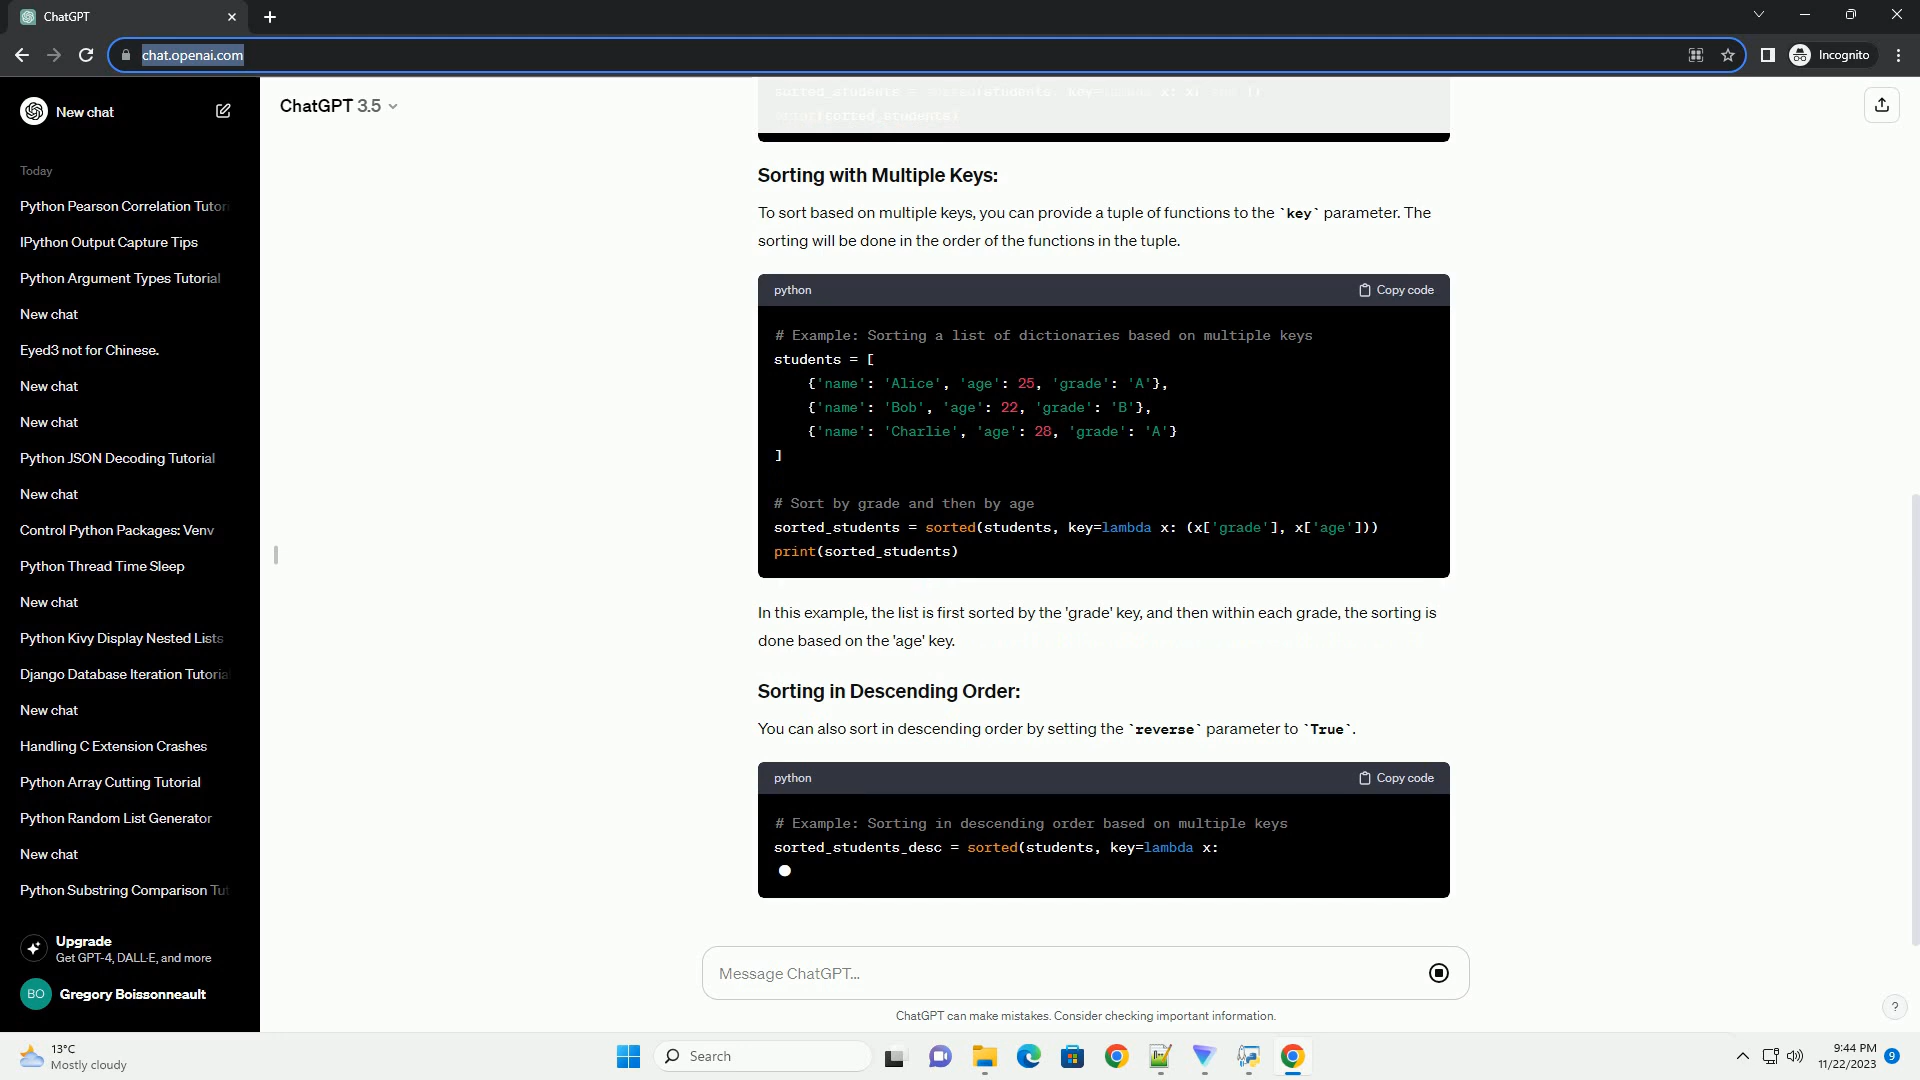 ChatGPT
chat.openai.com
Incognito
New chat
Today
Python Pearson Correlation Tutor
IPython Output Capture Tips
Python Argument Types Tutorial
New chat
Eyed3 not for Chinese.
New chat
New chat
Python JSON Decoding Tutorial
New chat
Control Python Packages: Venv
Python Thread Time Sleep
New chat
Python Kivy Display Nested Lists
Django Database Iteration Tutorial
New chat
Handling C Extension Crashes
Python Array Cutting Tutorial
Python Random List Generator
New chat
Python Substring Comparison Tut
Upgrade
Get GPT-4, DALL·E, and more
BO
Gregory Boissonneault
ChatGPT 3.5
print(sorted_students)
Sorting with Multiple Keys:
To sort based on multiple keys, you can provide a tuple of functions to the `key` parameter. The
sorting will be done in the order of the functions in the tuple.
python
Copy code
# Example: Sorting a list of dictionaries based on multiple keys
students = [
{'name': 'Alice', 'age': 25, 'grade': 'A'},
{'name': 'Bob', 'age': 22, 'grade': 'B'},
{'name': 'Charlie', 'age': 28, 'grade': 'A'}
]
# Sort by grade and then by age
sorted_students = sorted(students, key=lambda x: (x['grade'], x['age']))
print(sorted_students)
In this example, the list is first sorted by the 'grade' key, and then within each grade, the sorting is
done based on the 'age' key.
Sorting in Descending Order:
You can also sort in descending order by setting the `reverse` parameter to `True`.
python
Copy code
# Example: Sorting in descending order based on multiple keys
sorted_students_desc = sorted(students, key=lambda x:
Message ChatGPT...
ChatGPT can make mistakes. Consider checking important information.
?
13°C
Mostly cloudy
Search
9:44 PM
11/22/2023
9